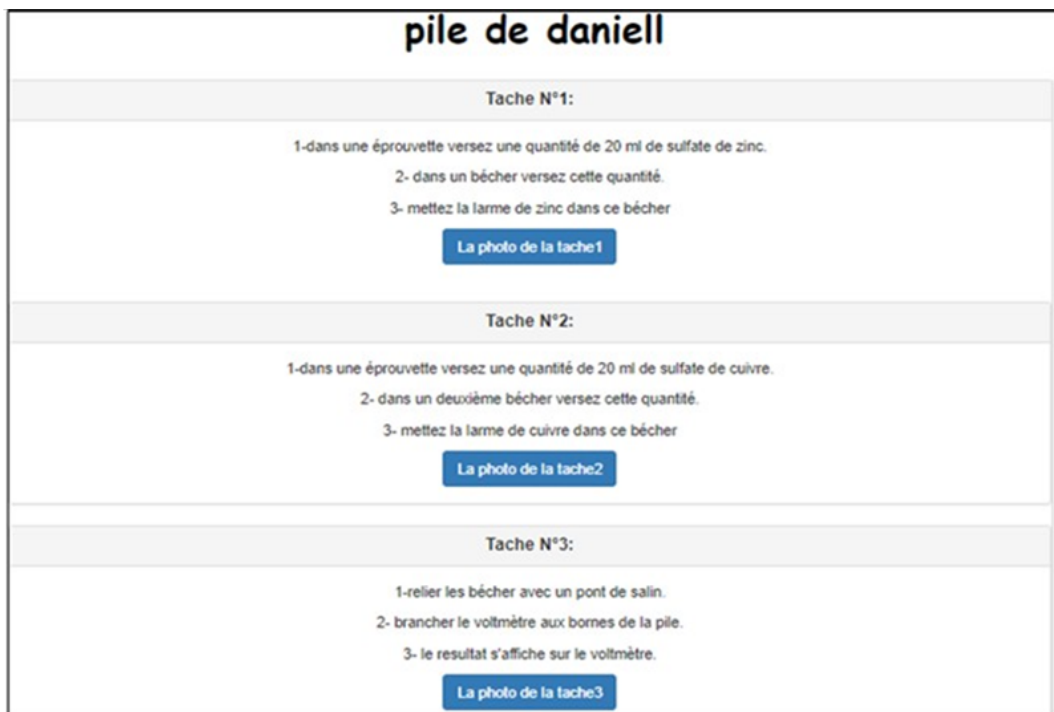 pile de daniell
Tache N°1:
1-dans une éprouvette versez une quantité de 20 ml de sulfate de zinc.
2- dans un bécher versez cette quantité.
3- mettez la larme de zinc dans ce bécher
La photo de la tache1
Tache N°2:
1-dans une éprouvette versez une quantité de 20 ml de sulfate de cuivre.
2- dans un deuxième bécher versez cette quantité.
3- mettez la larme de cuivre dans ce bécher
La photo de la tache2
Tache N°3:
1-relier les bécher avec un pont de salin.
2- brancher le voltmètre aux bornes de la pile.
3- le resultat s'affiche sur le voltmètre.
La photo de la tache3